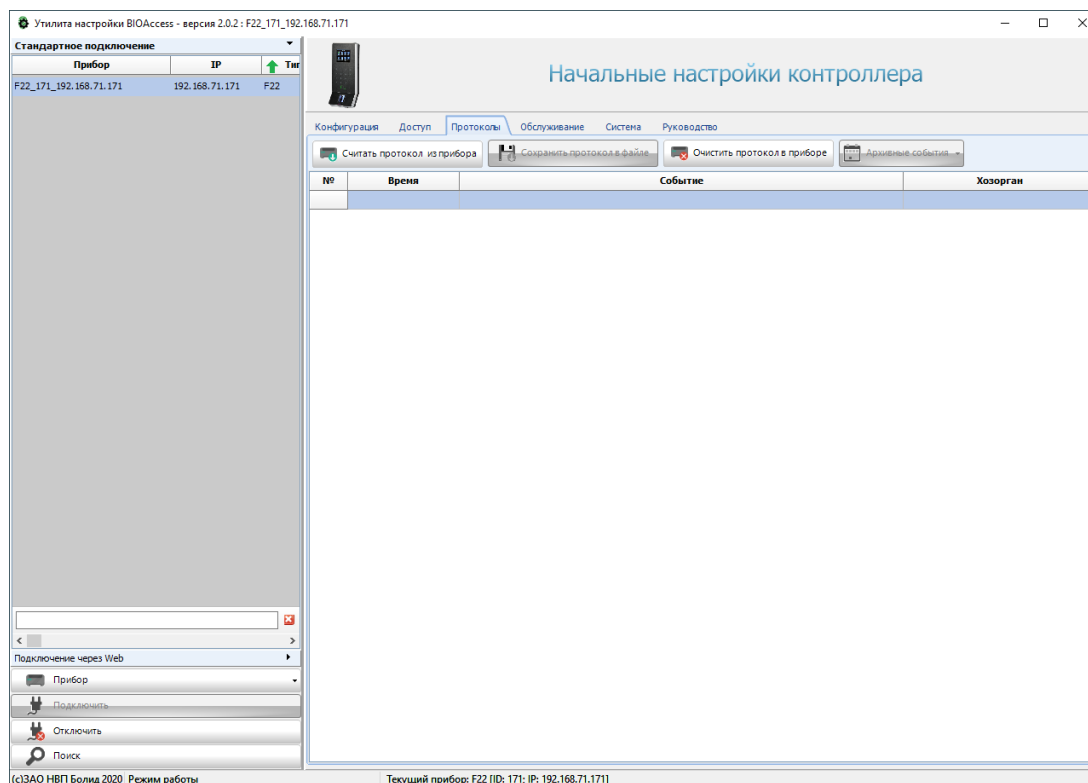 Утилита настройки BIOAccess - версия 2.0.2 : F22_171_192.168.71.171
Стандартное подключение
Прибор IP Тип
F22_171_192.168.71.171 192.168.71.171 F22
Начальные настройки контроллера
Конфигурация Доступ Протоколы Обслуживание Система Руководство
Считать протокол из прибора Сохранить протокол в файле Очистить протокол в приборе Архивные события
№ Время Событие Хозорган
Подключение через Web
Прибор
Подключить
Отключить
Поиск
(c)ЗАО НВП Болид 2020 Режим работы Текущий прибор: F22 [ID: 171; IP: 192.168.71.171]